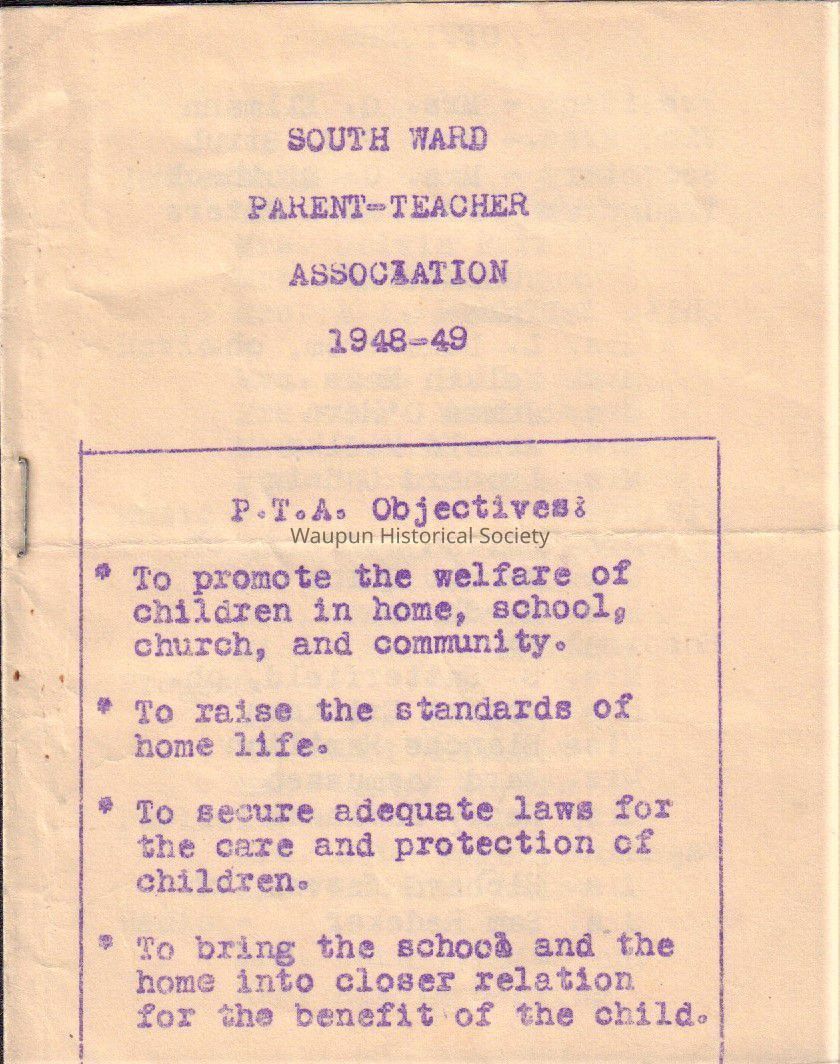 SOUTH WARD
PARENT-TEACHER
ASSOCIATION
1948-49
P.T.A. Objectives:
Waupun Historical Society
* To promote the welfare of
children in home, school,
church, and community.
* To raise the standards of
home life.
* To secure adequate laws for
the care and protection of
children.
* To bring the school and the
home into closer relation
for the benefit of the child.